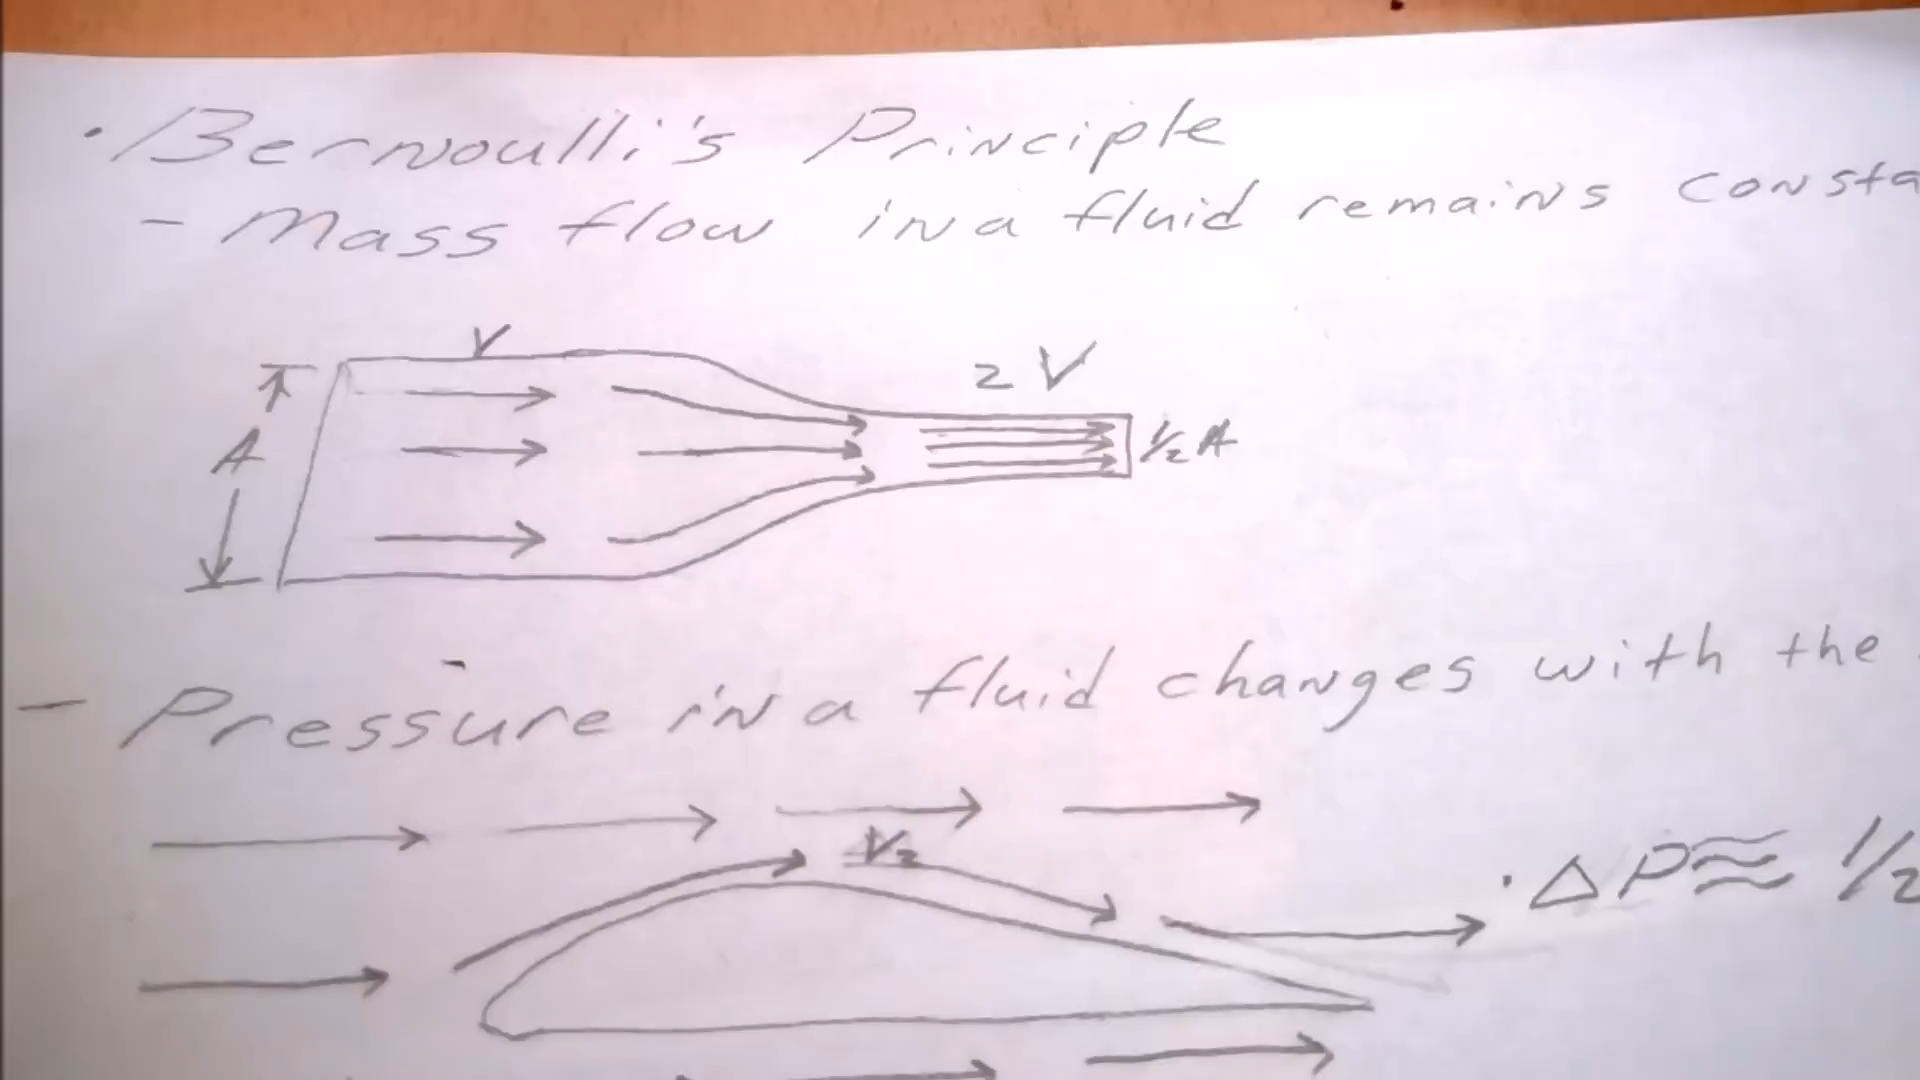 · Bernoulli's Principle
- Mass flow in a fluid remains consta
V
2V
A
1/2 A
- Pressure in a fluid changes with the
V2
· ΔP ≈ 1/2